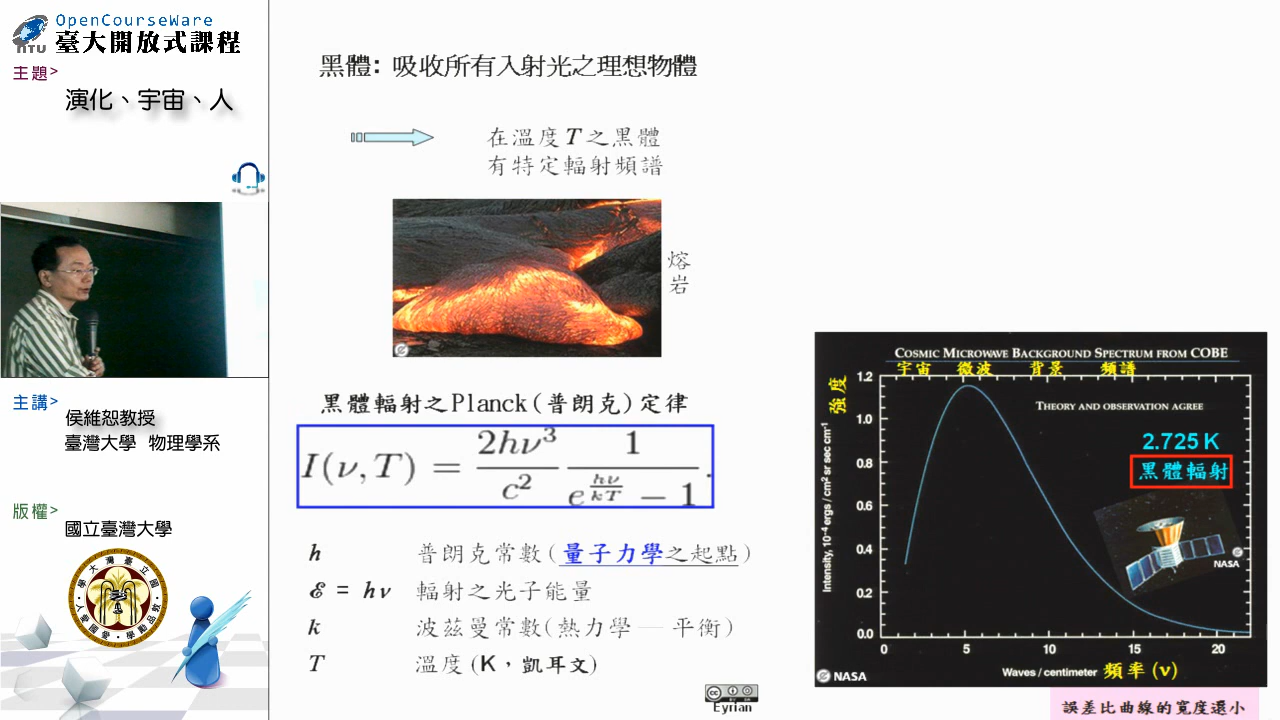 OpenCourseWare
NTU 臺大開放式課程
主題>
演化、宇宙、人
主講>
侯維恕教授
臺灣大學 物理學系
版權>
國立臺灣大學
黑體: 吸收所有入射光之理想物體
在溫度 T 之黑體
有特定輻射頻譜
熔
岩
黑體輻射之Planck(普朗克)定律
I(ν, T) = 2hν³/c² 1/(e^(hν/kT) − 1).
h 普朗克常數(量子力學之起點)
ℰ = hν 輻射之光子能量
k 波茲曼常數(熱力學 — 平衡)
T 溫度 (K,凱耳文)
cc
Eyrian
COSMIC MICROWAVE BACKGROUND SPECTRUM FROM COBE
宇宙 微波 背景 頻譜
強度
Intensity, 10⁻⁴ ergs / cm² sr sec cm⁻¹
1.2
1.0
0.8
0.6
0.4
0.2
0.0
THEORY AND OBSERVATION AGREE
2.725 K
黑體輻射
NASA
0 5 10 15 20
Waves / centimeter 頻率 (ν)
NASA
誤差比曲線的寬度還小